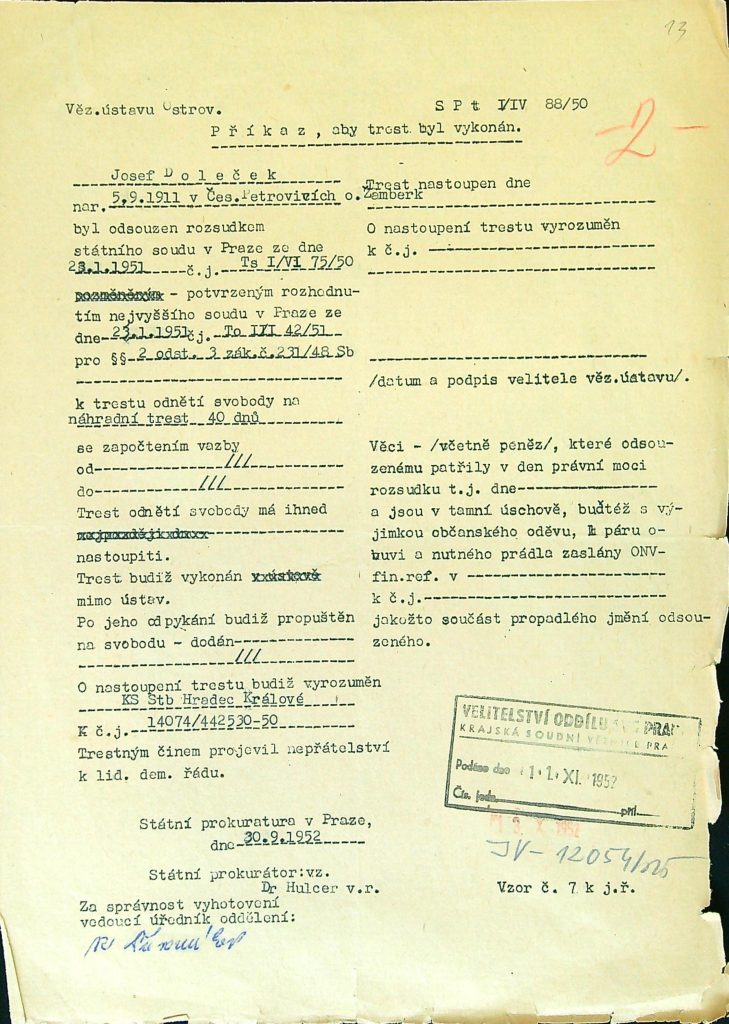 13
Věz.ústavu Ostrov.
S P t I/IV 88/50
P ř í k a z , aby trest byl vykonán.
-2-
Josef D o l e č e k
nar. 5.9.1911 v Čes.Petrovicích o.Žamberk
byl odsouzen rozsudkem
státního soudu v Praze ze dne
23.1.1951 č.j. Ts I/VI 75/50
pozměněným - potvrzeným rozhodnu-
tím nejvyššího soudu v Praze ze
dne 23.1.1951 čj. To III 42/51
pro §§ 2 odst. 3 zák.č.231/48 Sb
k trestu odnětí svobody na
náhradní trest 40 dnů
se započtením vazby
od ///
do ///
Trest odnětí svobody má ihned
nejpozději dne
nastoupiti.
Trest budiž vykonán v ústavě
mimo ústav.
Po jeho odpykání budiž propuštěn
na svobodu - dodán
///
O nastoupení trestu budiž vyrozuměn
KS Stb Hradec Králové
K č.j. 14074/442530-50
Trestným činem projevil nepřátelství
k lid. dem. řádu.
Státní prokuratura v Praze,
dne 30.9.1952
Státní prokurátor:vz.
Dr Hulcer v.r.
Za správnost vyhotovení
vedoucí úředník oddělení:
Trest nastoupen dne
O nastoupení trestu vyrozuměn
k č.j.
/datum a podpis velitele věz.ústavu/.
Věci - /včetně peněz/, které odsou-
zenému patřily v den právní moci
rozsudku t.j. dne
a jsou v tamní úschově, buďtéž s vý-
jimkou občanského oděvu, 1 páru o-
buvi a nutného prádla zaslány ONV-
fin.ref. v
k č.j.
jakožto součást propadlého jmění odsou-
zeného.
VELITELSTVÍ ODDÍLU
KRAJSKÁ SOUDNÍ
Podáno dne 11. XI. 1952
Čís. jedn. příl.
IV - 12054/
Vzor č. 7 k j.ř.